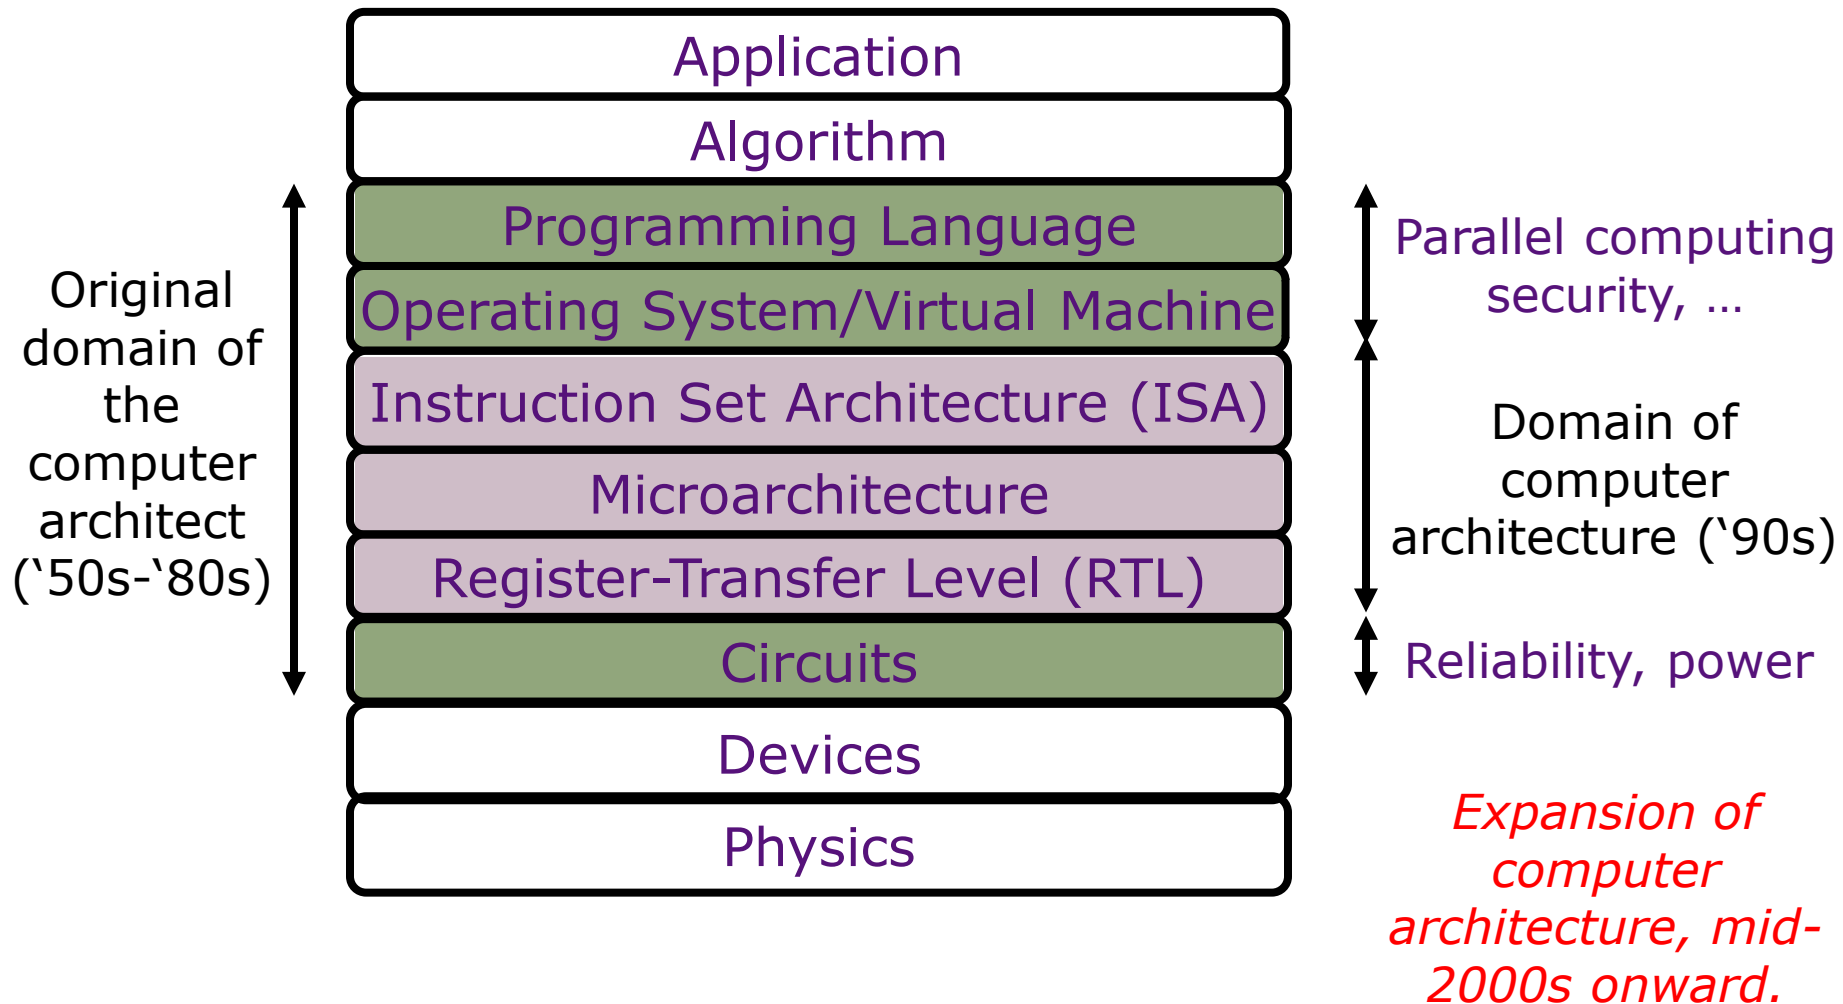 Application
Algorithm
Programming Language
Operating System/Virtual Machine
Instruction Set Architecture (ISA)
Microarchitecture
Register-Transfer Level (RTL)
Circuits
Devices
Physics
Original
domain of
the
computer
architect
(‘50s-‘80s)
Parallel computing
security, …
Domain of
computer
architecture (‘90s)
Reliability, power
Expansion of
computer
architecture, mid-
2000s onward.